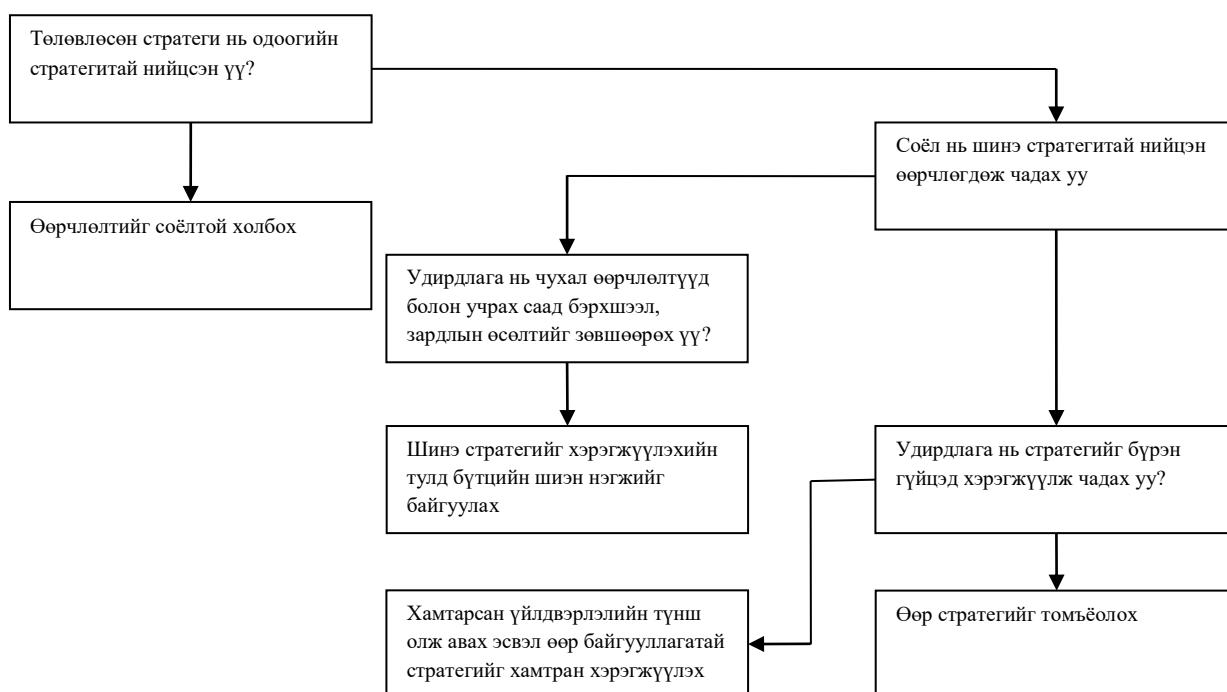 Төлөвлөсөн стратеги нь одоогийн
стратегитай нийцсэн үү?
Соёл нь шинэ стратегитай нийцэн
өөрчлөгдөж чадах уу
Өөрчлөлтийг соёлтой холбох
Удирдлага нь чухал өөрчлөлтүүд
болон учрах саад бэрхшээл,
зардлын өсөлтийг зөвшөөрөх үү?
Шинэ стратегийг хэрэгжүүлэхийн
тулд бүтцийн шиэн нэгжийг
байгуулах
Удирдлага нь стратегийг бүрэн
гүйцэд хэрэгжүүлж чадах уу?
Хамтарсан үйлдвэрлэлийн түнш
олж авах эсвэл өөр байгууллагатай
стратегийг хамтран хэрэгжүүлэх
Өөр стратегийг томъёолох